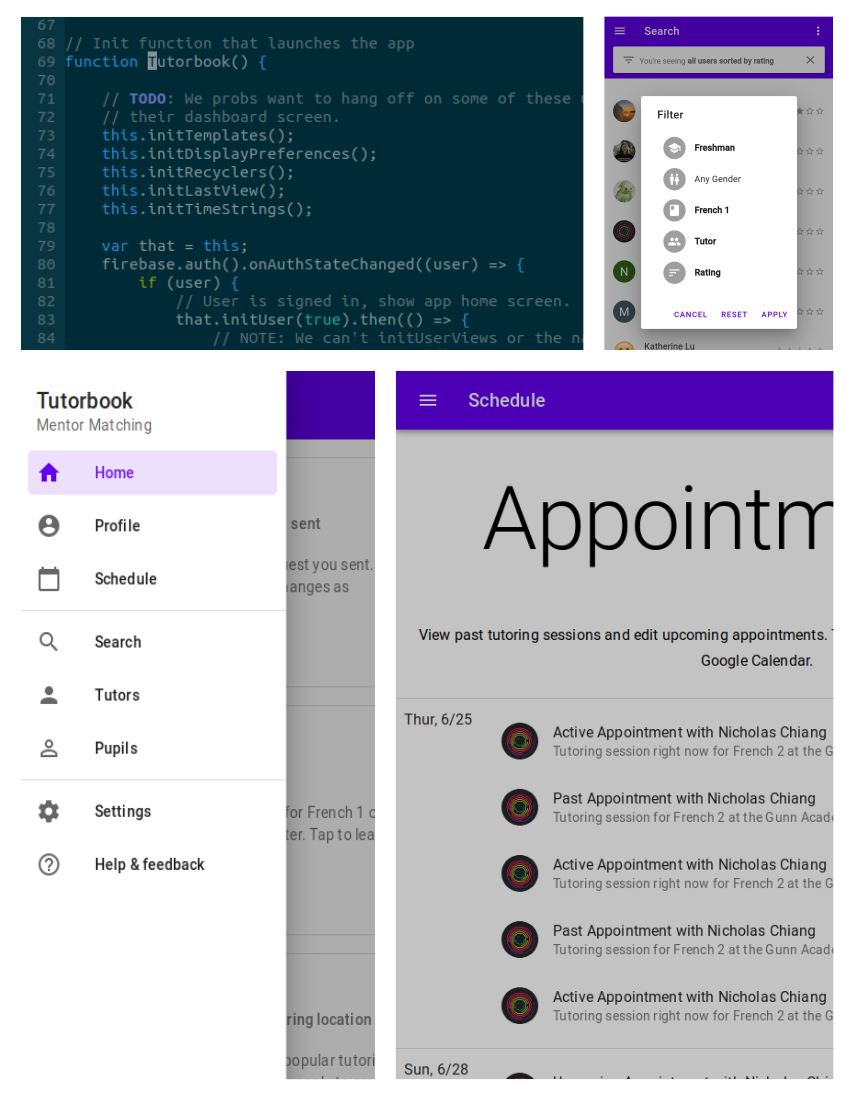 67
68 // Init function that launches the app
69 function Tutorbook() {
70
71 // TODO: We probs want to hang off on some of these
72 // their dashboard screen.
73 this.initTemplates();
74 this.initDisplayPreferences();
75 this.initRecyclers();
76 this.initLastView();
77 this.initTimeStrings();
78
79 var that = this;
80 firebase.auth().onAuthStateChanged((user) => {
81 if (user) {
82 // User is signed in, show app home screen.
83 that.initUser(true).then(() => {
84 // NOTE: We can't initUserViews or the na
Search
You're seeing all users sorted by rating
Filter
Freshman
Any Gender
French 1
Tutor
Rating
CANCEL RESET APPLY
N
M
Katherine Lu
Tutorbook
Mentor Matching
Home
Profile
Schedule
Search
Tutors
Pupils
Settings
Help & feedback
sent
est you sent.
anges as
for French 1 o
ter. Tap to lea
ring location
popular tutori
Schedule
Appointm
View past tutoring sessions and edit upcoming appointments.
Google Calendar.
Thur, 6/25
Active Appointment with Nicholas Chiang
Tutoring session right now for French 2 at the G
Past Appointment with Nicholas Chiang
Tutoring session for French 2 at the Gunn Acade
Active Appointment with Nicholas Chiang
Tutoring session right now for French 2 at the G
Past Appointment with Nicholas Chiang
Tutoring session for French 2 at the Gunn Acade
Active Appointment with Nicholas Chiang
Tutoring session right now for French 2 at the G
Sun, 6/28